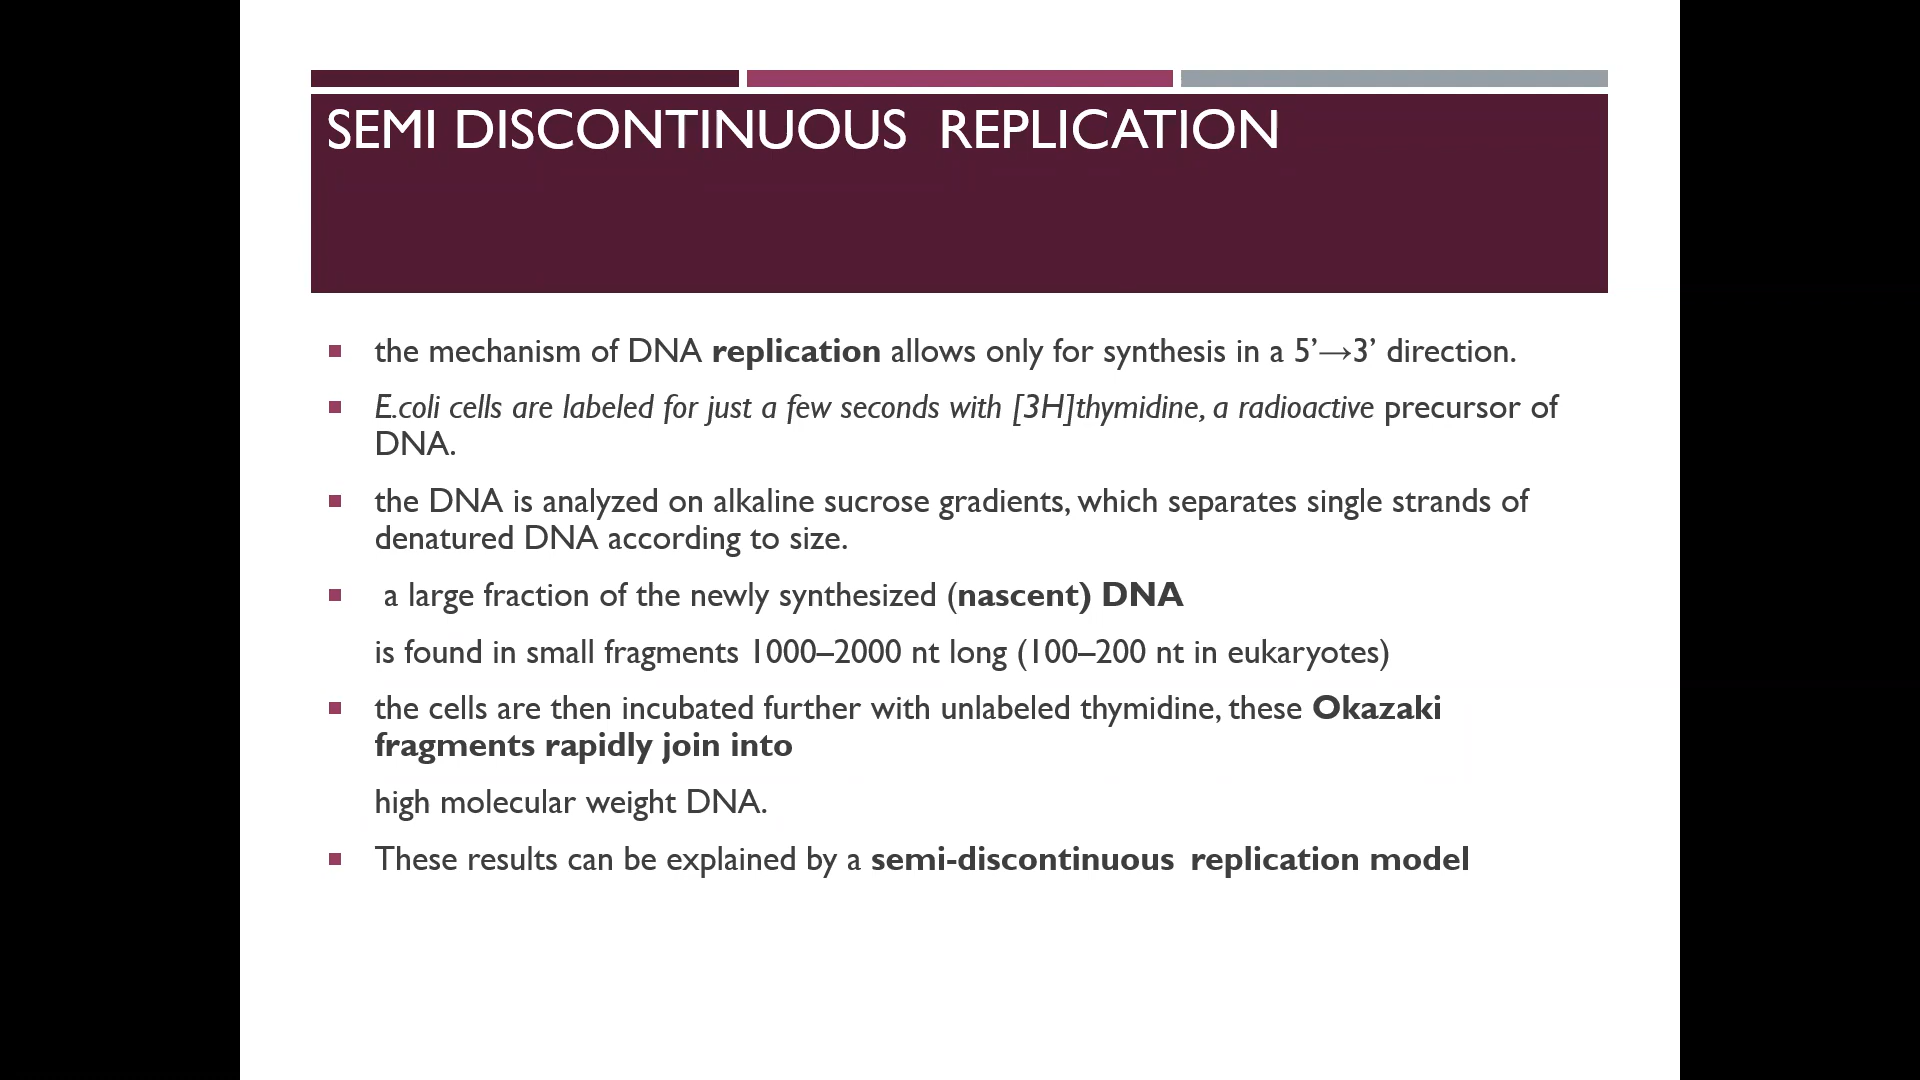 SEMI DISCONTINUOUS  REPLICATION
the mechanism of DNA replication allows only for synthesis in a 5’→3’ direction.
E.coli cells are labeled for just a few seconds with [3H]thymidine, a radioactive precursor of
DNA.
the DNA is analyzed on alkaline sucrose gradients, which separates single strands of
denatured DNA according to size.
a large fraction of the newly synthesized (nascent) DNA
is found in small fragments 1000–2000 nt long (100–200 nt in eukaryotes)
the cells are then incubated further with unlabeled thymidine, these Okazaki
fragments rapidly join into
high molecular weight DNA.
These results can be explained by a semi-discontinuous  replication model